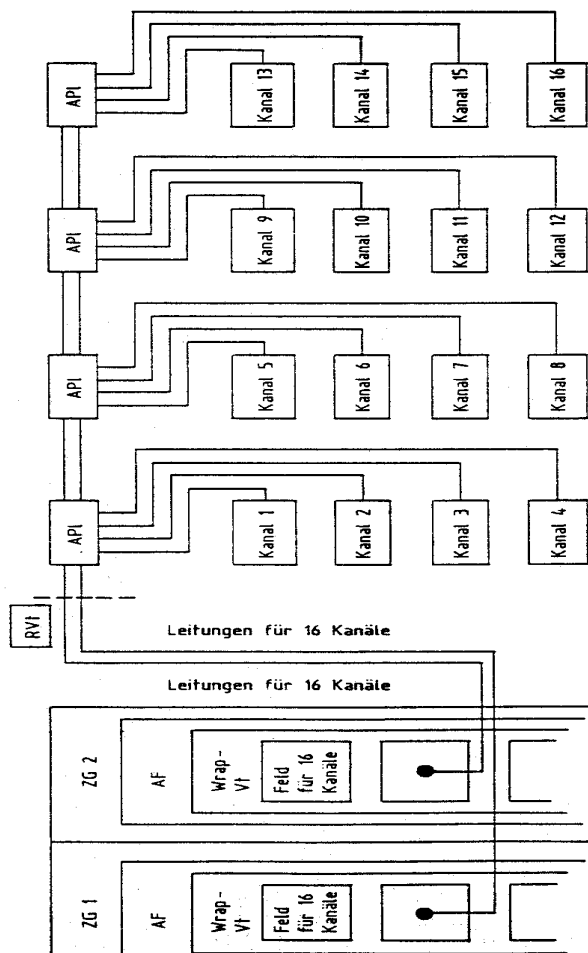 API
API
API
API
Kanal 1
Kanal 2
Kanal 3
Kanal 4
Kanal 5
Kanal 6
Kanal 7
Kanal 8
Kanal 9
Kanal 10
Kanal 11
Kanal 12
Kanal 13
Kanal 14
Kanal 15
Kanal 16
RVt
Leitungen für 16 Kanäle
Leitungen für 16 Kanäle
ZG 1
AF
Wrap-
Vt
Feld
für 16
Kanäle
ZG 2
AF
Wrap-
Vt
Feld
für 16
Kanäle